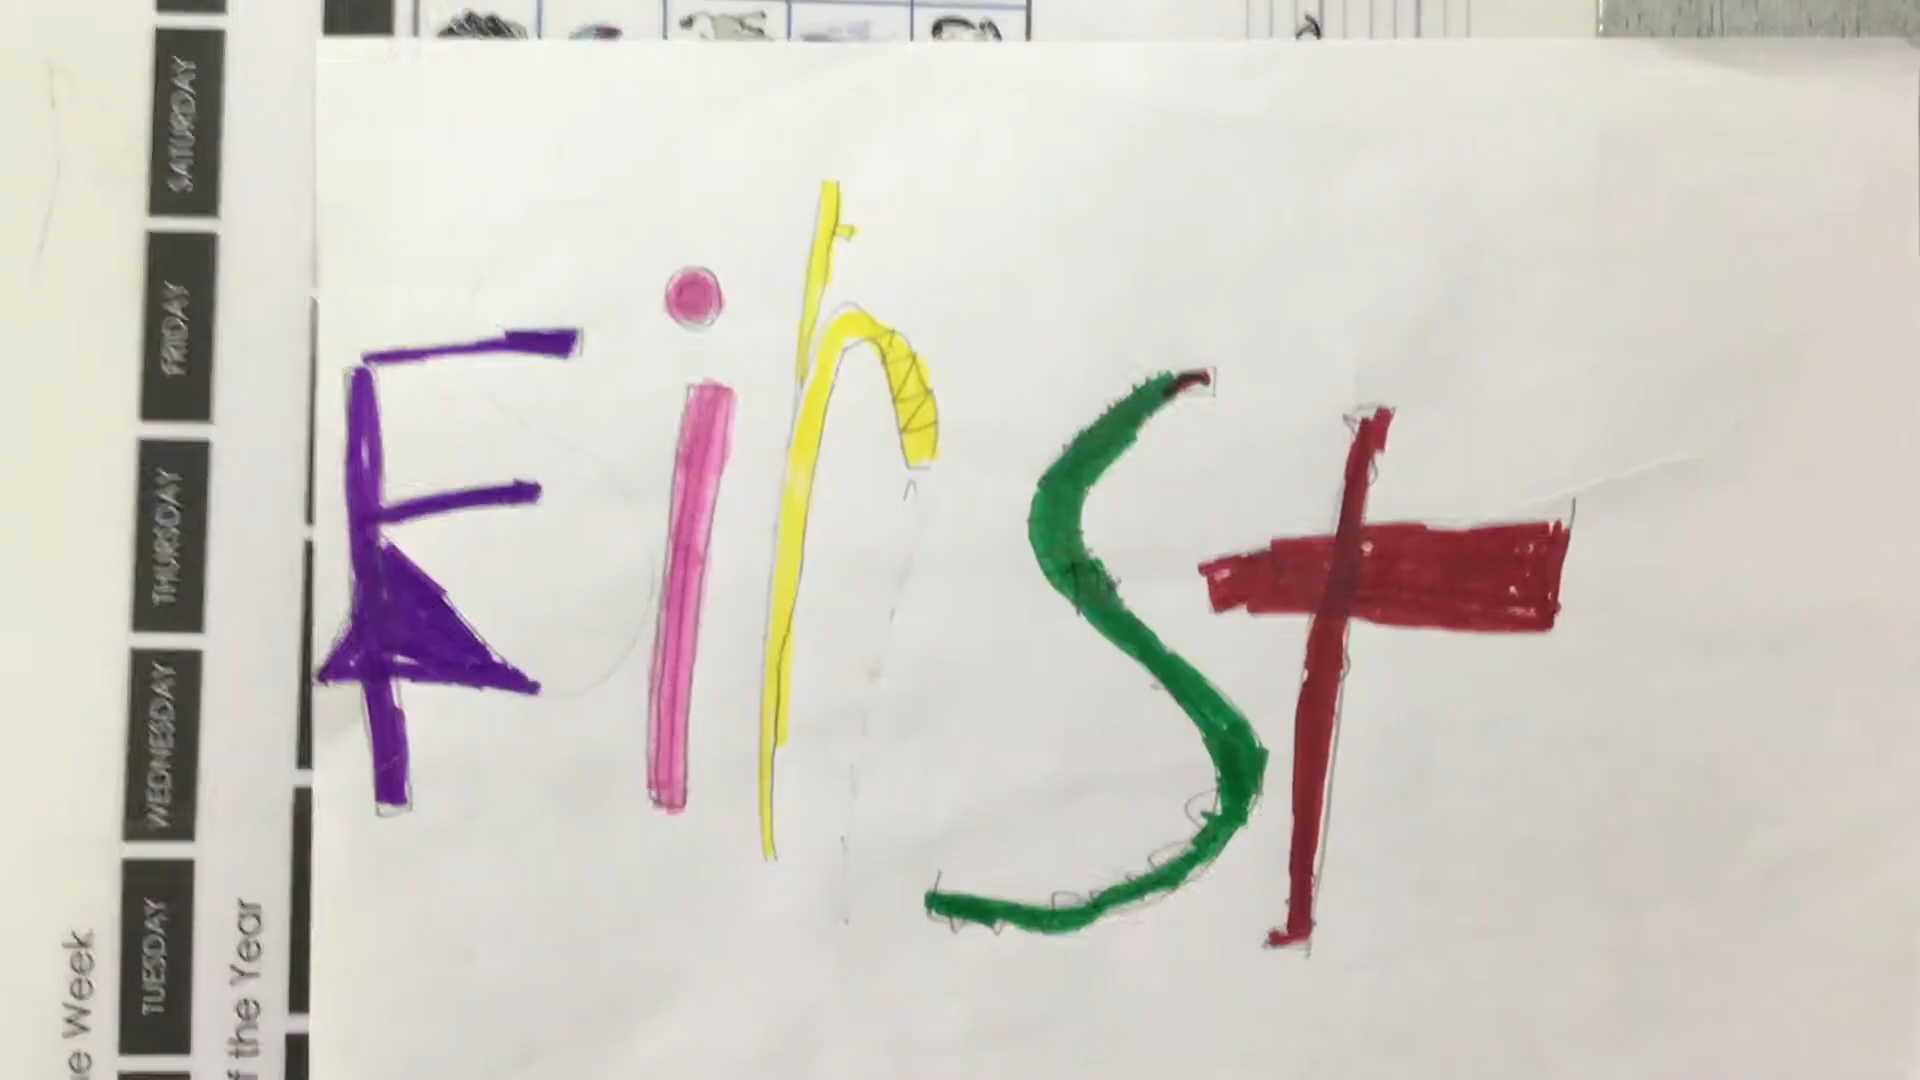 First
SATURDAY
FRIDAY
THURSDAY
WEDNESDAY
TUESDAY
Week
the Year